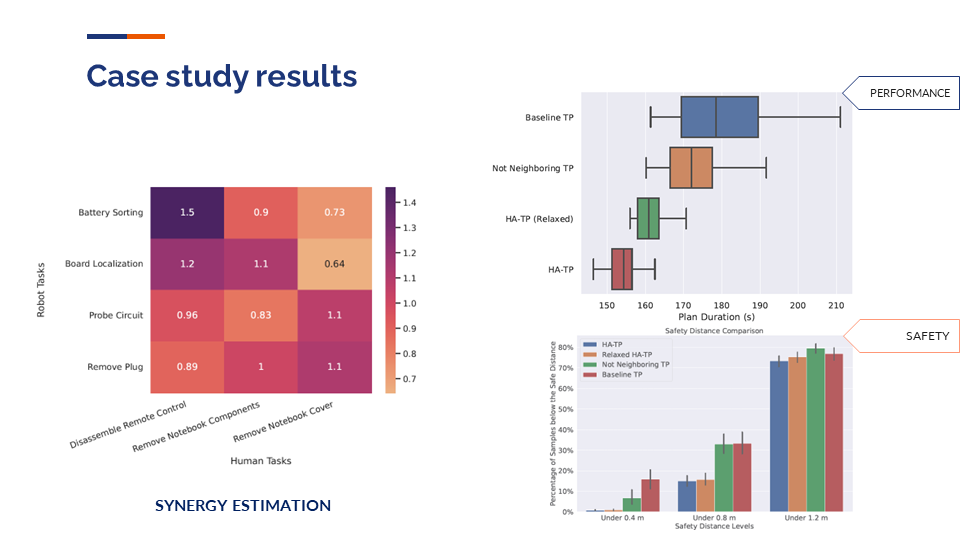 Case study results
PERFORMANCE
Baseline TP
Not Neighboring TP
HA-TP (Relaxed)
HA-TP
150 160 170 180 190 200 210
Plan Duration (s)
Robot Tasks
Battery Sorting 1.5 0.9 0.73
Board Localization 1.2 1.1 0.64
Probe Circuit 0.96 0.83 1.1
Remove Plug 0.89 1 1.1
1.4
1.3
1.2
1.1
1.0
0.9
0.8
0.7
Disassemble Remote Control
Remove Notebook Components
Remove Notebook Cover
Human Tasks
SYNERGY ESTIMATION
SAFETY
Safety Distance Comparison
Percentage of Samples below the Safe Distance
80%
70%
60%
50%
40%
30%
20%
10%
0%
HA-TP
Relaxed HA-TP
Not Neighboring TP
Baseline TP
Under 0.4 m Under 0.8 m Under 1.2 m
Safety Distance Levels